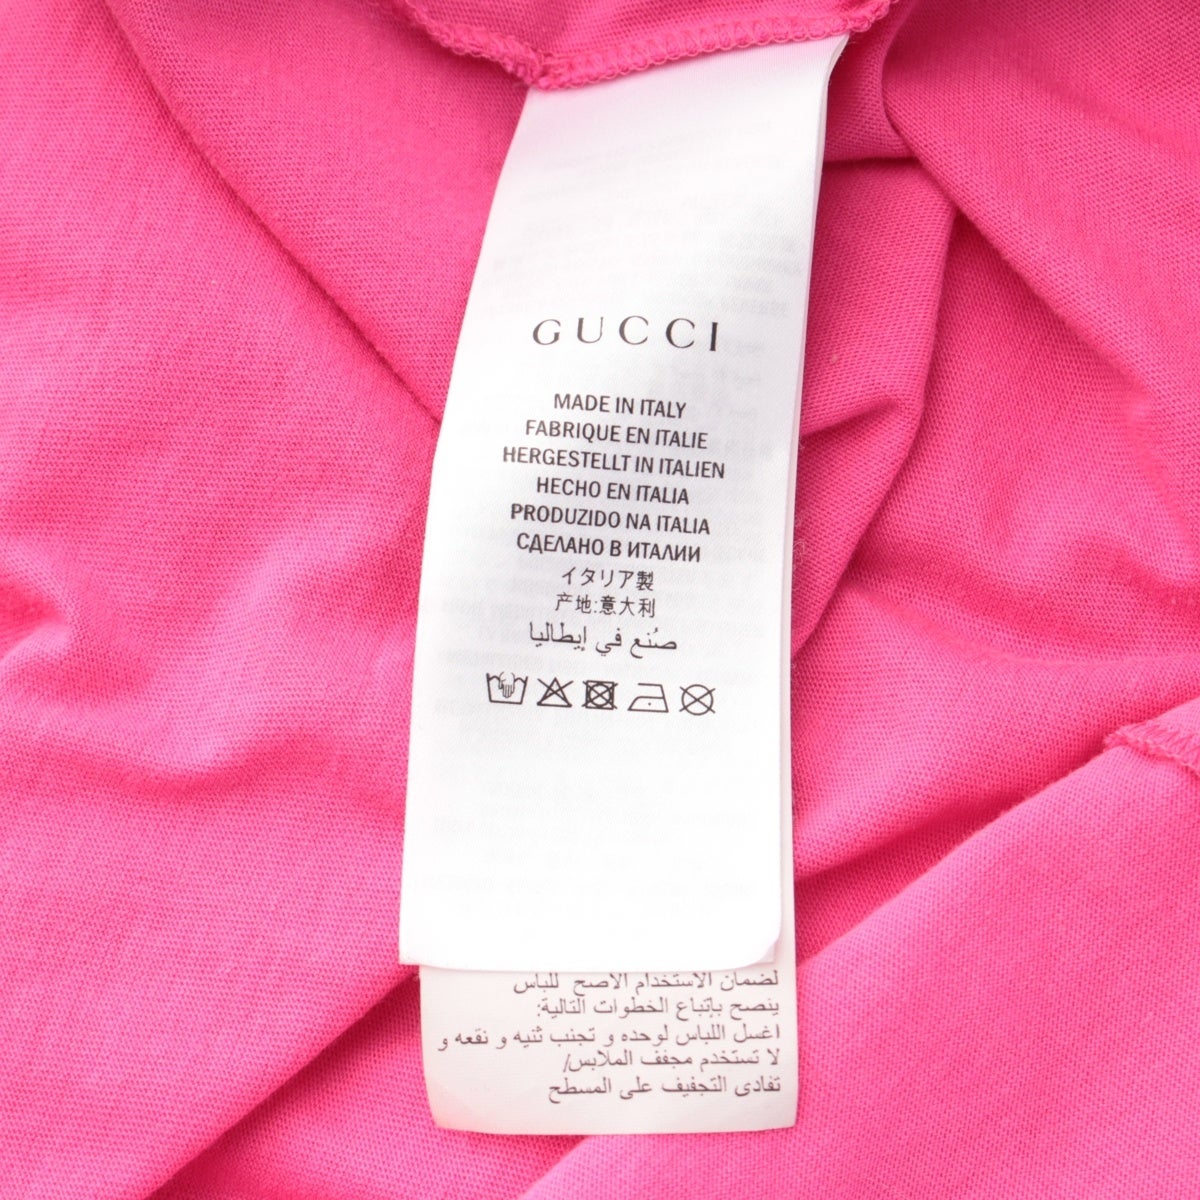 GUCCI
MADE IN ITALY
FABRIQUE EN ITALIE
HERGESTELLT IN ITALIEN
HECHO EN ITALIA
PRODUZIDO NA ITALIA
СДЕЛАНО В ИТАЛИИ
イタリア製
产地:意大利
صُنع في إيطاليا
لضمان الاستخدام الاصح للباس
ينصح بإتباع الخطوات التالية:
اغسل اللباس لوحده و تجنب ثنيه و نقعه و
لا تستخدم مجفف الملابس/
تفادى التجفيف على المسطح